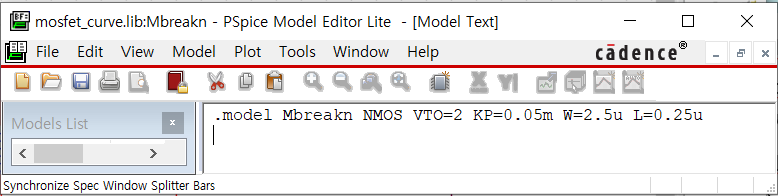 mosfet_curve.lib:Mbreakn - PSpice Model Editor Lite - [Model Text]
File Edit View Model Plot Tools Window Help cādence®
Models List
.model Mbreakn NMOS VTO=2 KP=0.05m W=2.5u L=0.25u
Synchronize Spec Window Splitter Bars